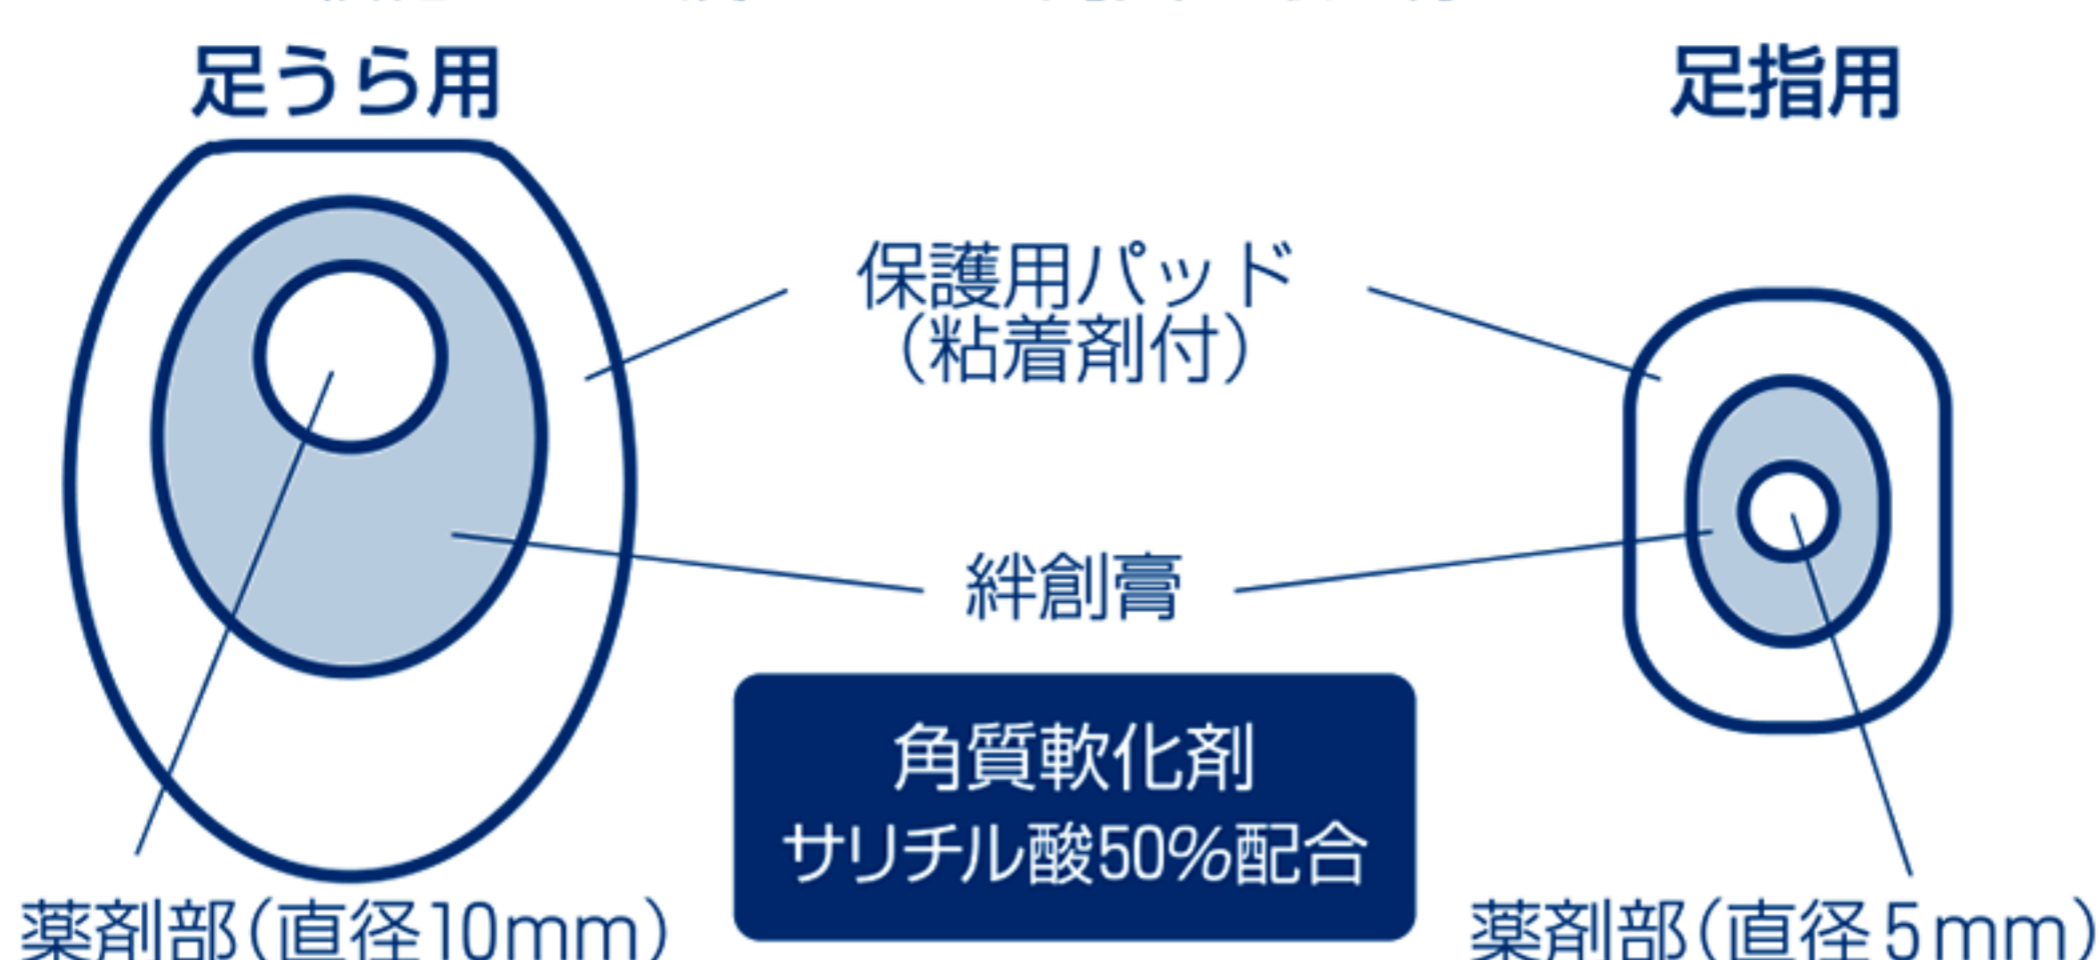 足うら用
足指用
保護用パッド
（粘着剤付）
絆創膏
角質軟化剤
サリチル酸50%配合
薬剤部（直径10mm）
薬剤部（直径5mm）